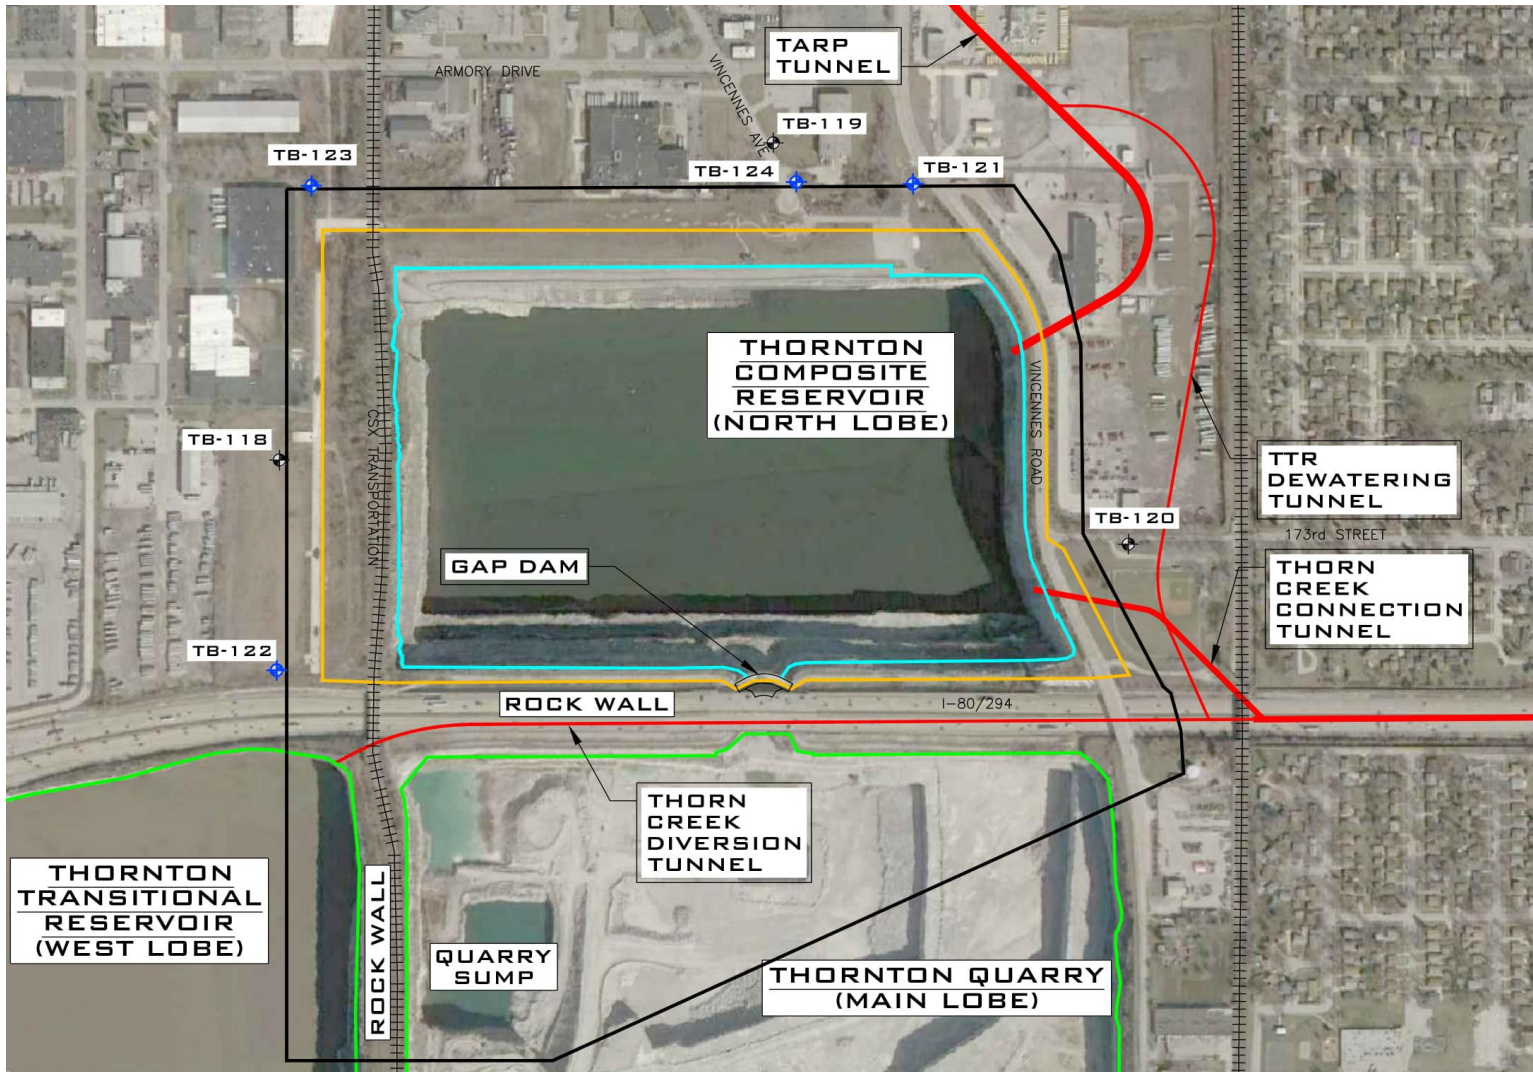 TARP
TUNNEL
ARMORY DRIVE
VINCENNES AVE
TB-119
TB-123
TB-124
TB-121
THORNTON
COMPOSITE
RESERVOIR
(NORTH LOBE)
VINCENNES ROAD
CSX TRANSPORTATION
TB-118
TTR
DEWATERING
TUNNEL
TB-120
173rd STREET
GAP DAM
THORN
CREEK
CONNECTION
TUNNEL
TB-122
ROCK WALL
I-80/294
THORN
CREEK
DIVERSION
TUNNEL
THORNTON
TRANSITIONAL
RESERVOIR
(WEST LOBE)
ROCK WALL
QUARRY
SUMP
THORNTON QUARRY
(MAIN LOBE)